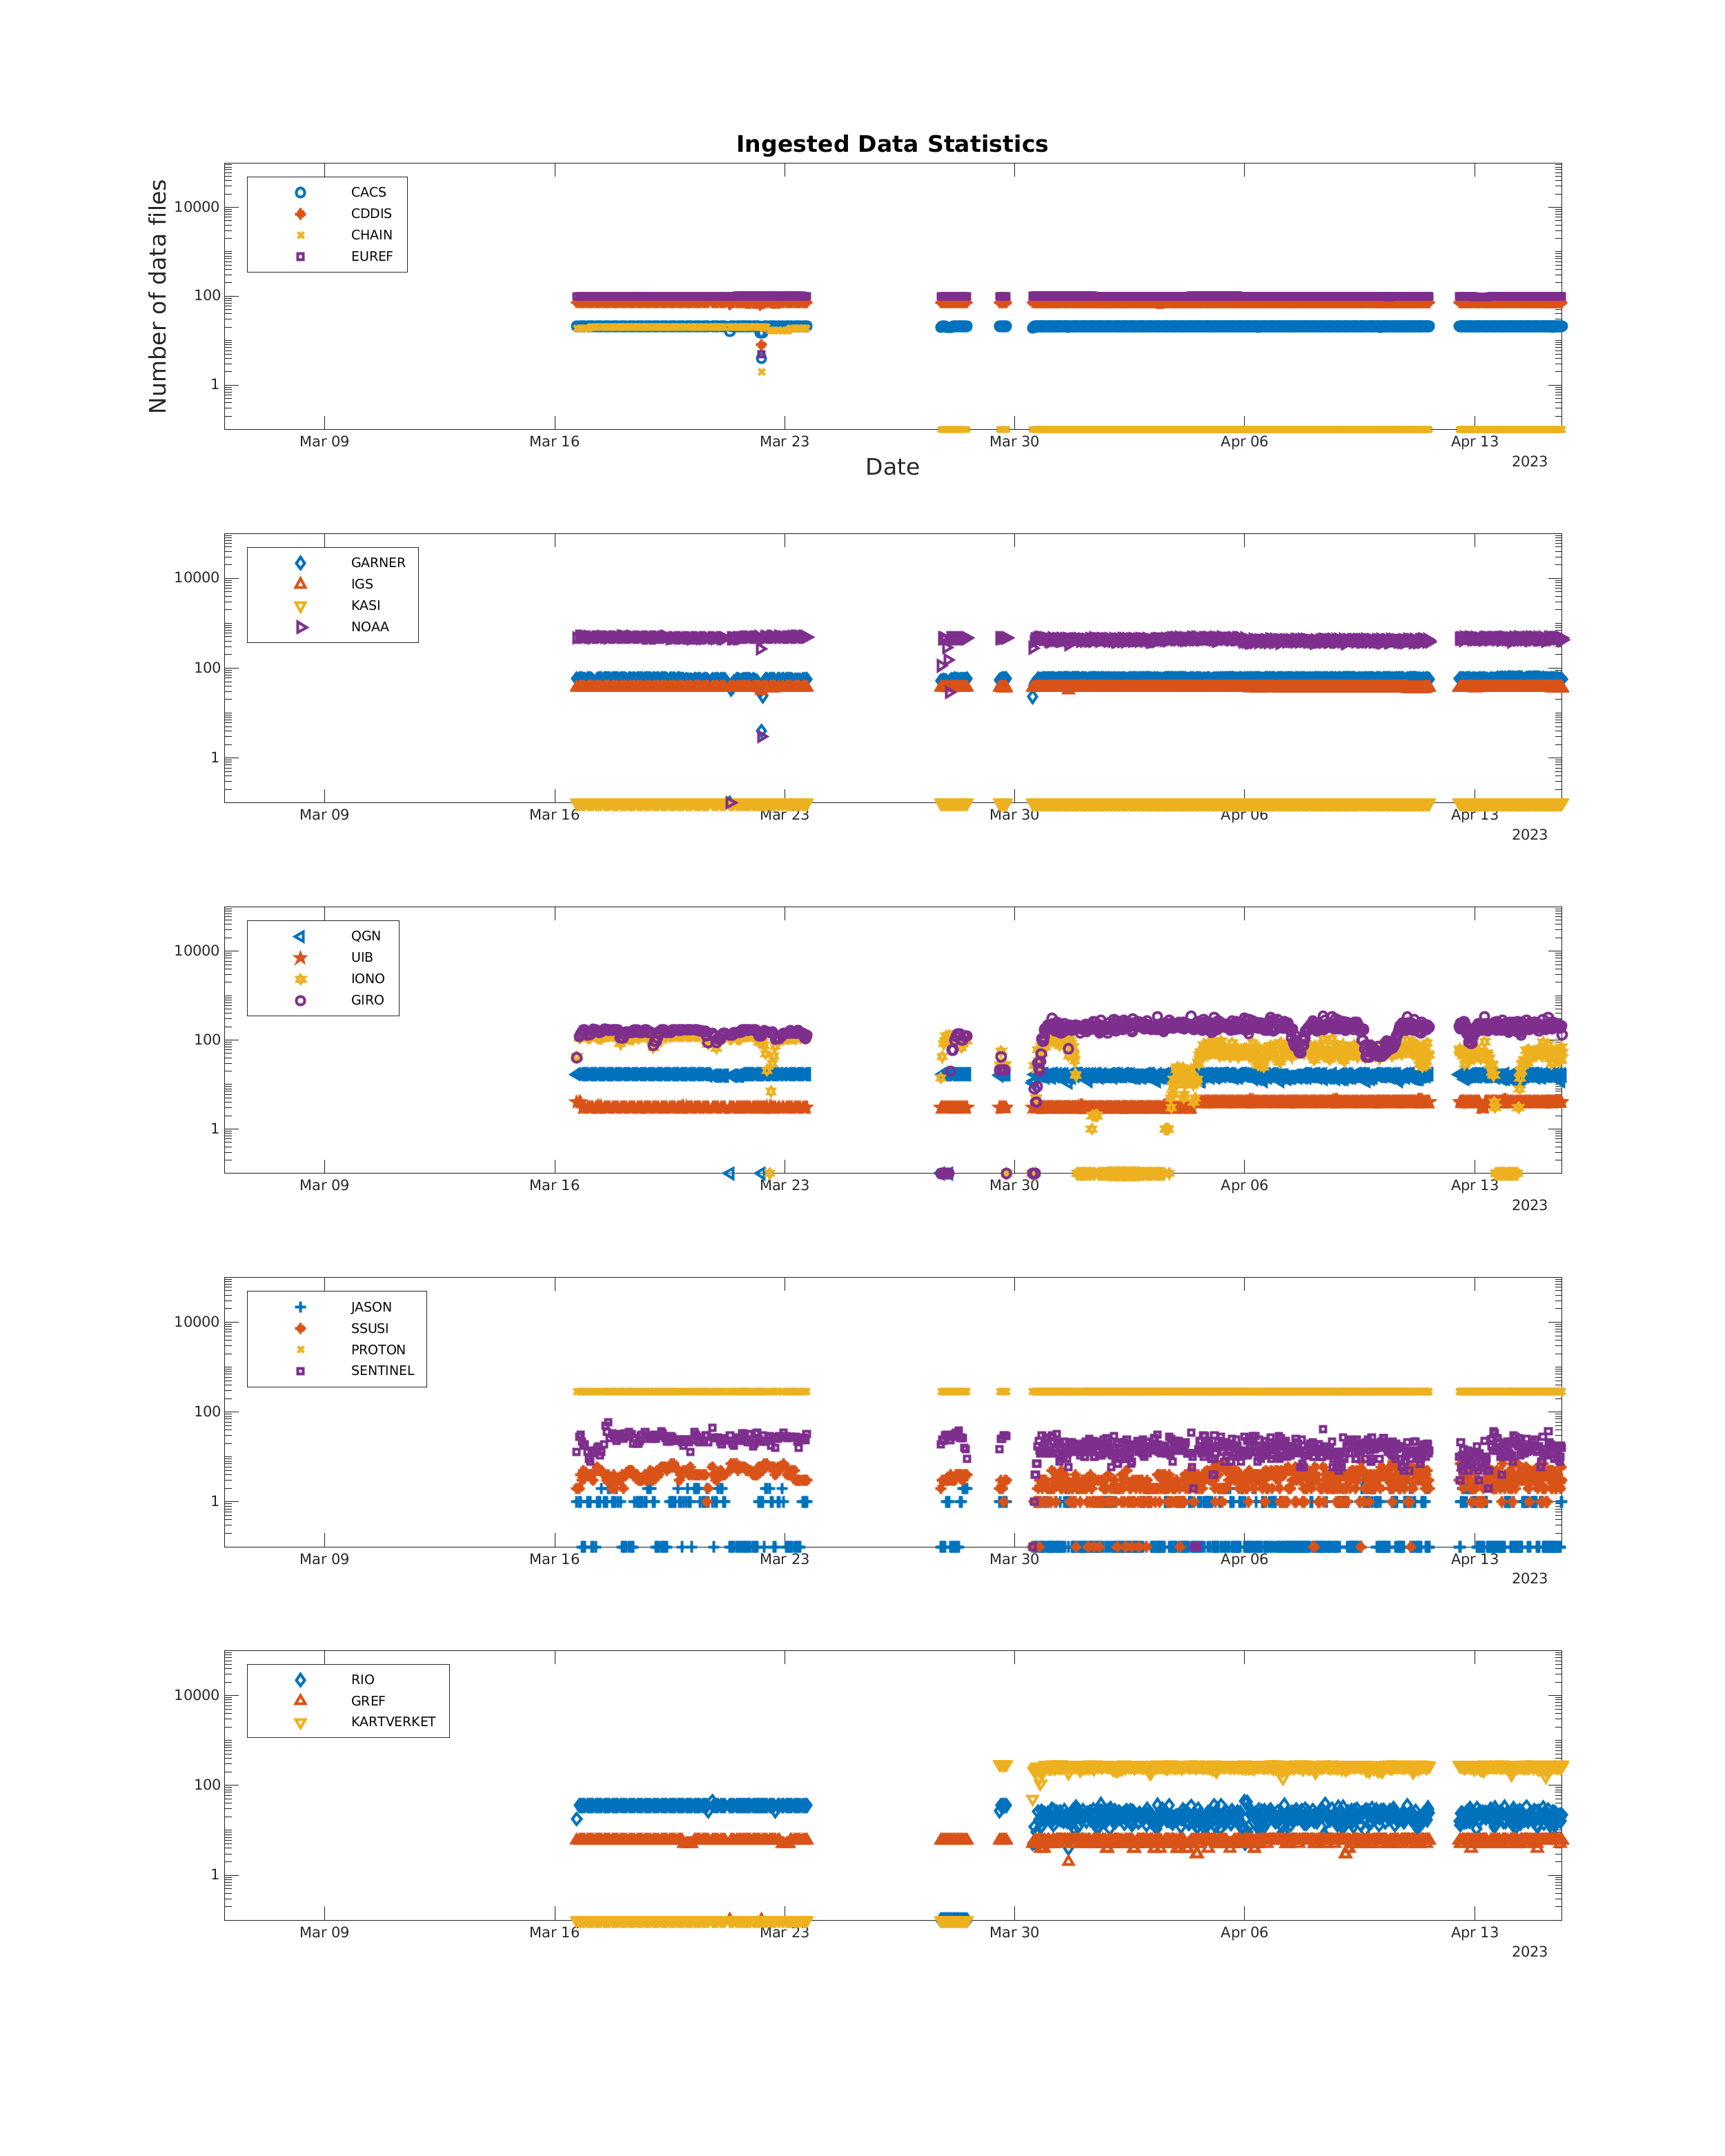 Ingested Data Statistics
Number of data files
10000
100
1
CACS
CDDIS
CHAIN
EUREF
Mar 09 Mar 16 Mar 23 Mar 30 Apr 06 Apr 13
2023
Date
10000
100
1
GARNER
IGS
KASI
NOAA
Mar 09 Mar 16 Mar 23 Mar 30 Apr 06 Apr 13
2023
10000
100
1
QGN
UIB
IONO
GIRO
Mar 09 Mar 16 Mar 23 Mar 30 Apr 06 Apr 13
2023
10000
100
1
JASON
SSUSI
PROTON
SENTINEL
Mar 09 Mar 16 Mar 23 Mar 30 Apr 06 Apr 13
2023
10000
100
1
RIO
GREF
KARTVERKET
Mar 09 Mar 16 Mar 23 Mar 30 Apr 06 Apr 13
2023